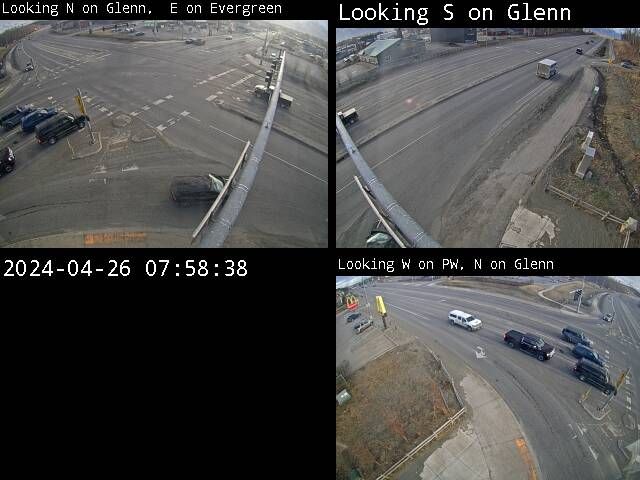 Looking N on Glenn,  E on Evergreen
Looking S on Glenn
2024-04-26 07:58:38
Looking W on PW, N on Glenn